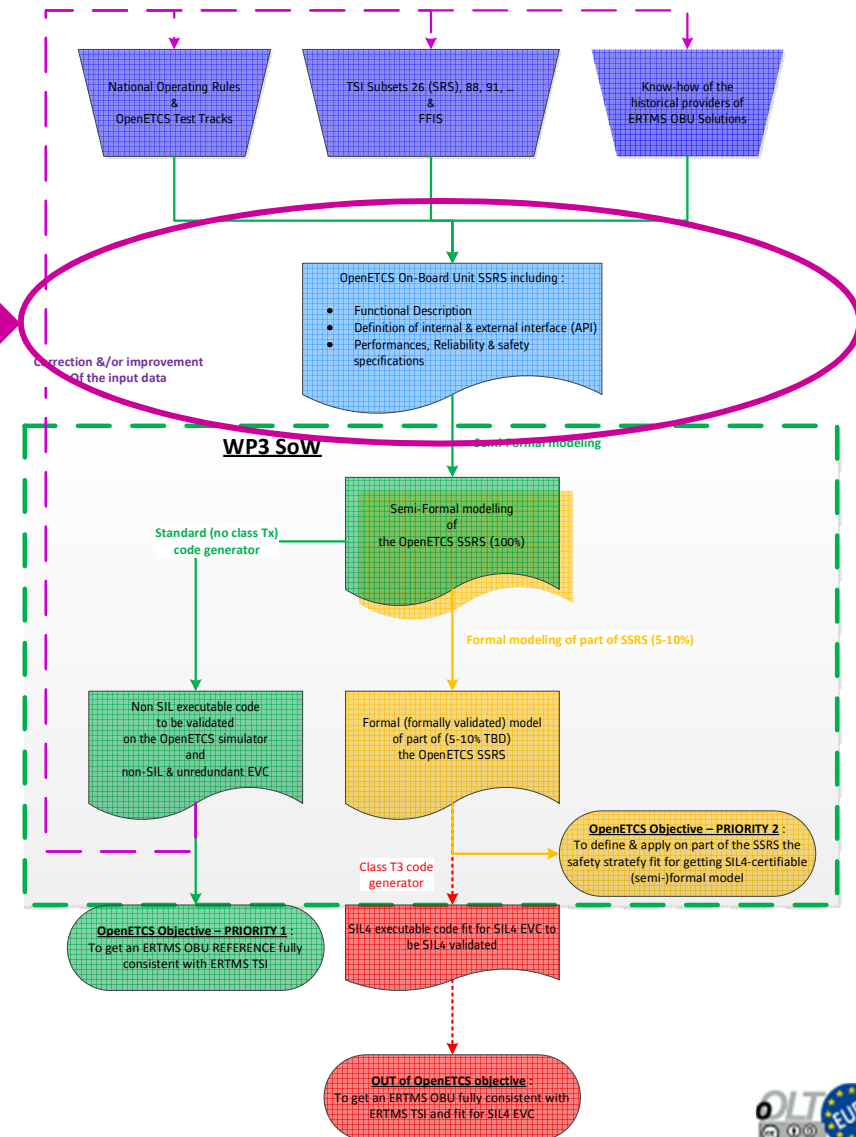 National Operating Rules
&
OpenETCS Test Tracks
TSI Subsets 26 (SRS), 88, 91, ...
&
FFIS
Know-how of the
historical providers of
ERTMS OBU Solutions
OpenETCS On-Board Unit SSRS including :
• Functional Description
• Definition of internal & external interface (API)
• Performances, Reliability & safety
specifications
Correction &/or improvement
Of the input data
WP3 SoW
Semi-Formal modeling
Semi-Formal modelling
of
the OpenETCS SSRS (100%)
Standard (no class Tx)
code generator
Formal modeling of part of SSRS (5-10%)
Non SIL executable code
to be validated
on the OpenETCS simulator
and
non-SIL & unredundant EVC
Formal (formally validated) model
of part of (5-10% TBD)
the OpenETCS SSRS
OpenETCS Objective – PRIORITY 2 :
To define & apply on part of the SSRS the
safety stratefy fit for getting SIL4-certifiable
(semi-)formal model
Class T3 code
generator
OpenETCS Objective – PRIORITY 1 :
To get an ERTMS OBU REFERENCE fully
consistent with ERTMS TSI
SIL4 executable code fit for SIL4 EVC to
be SIL4 validated
OUT of OpenETCS objective :
To get an ERTMS OBU fully consistent with
ERTMS TSI and fit for SIL4 EVC
oOLT
EUR